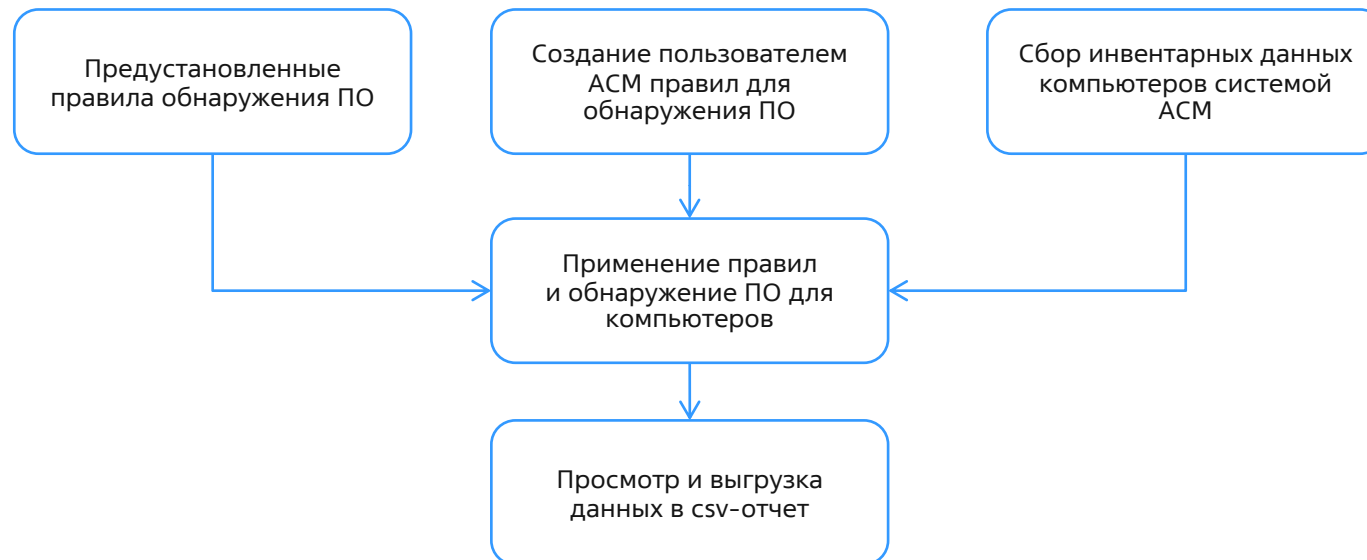 Предустановленные
правила обнаружения ПО
Создание пользователем
АСМ правил для
обнаружения ПО
Сбор инвентарных данных
компьютеров системой
АСМ
Применение правил
и обнаружение ПО для
компьютеров
Просмотр и выгрузка
данных в csv-отчет